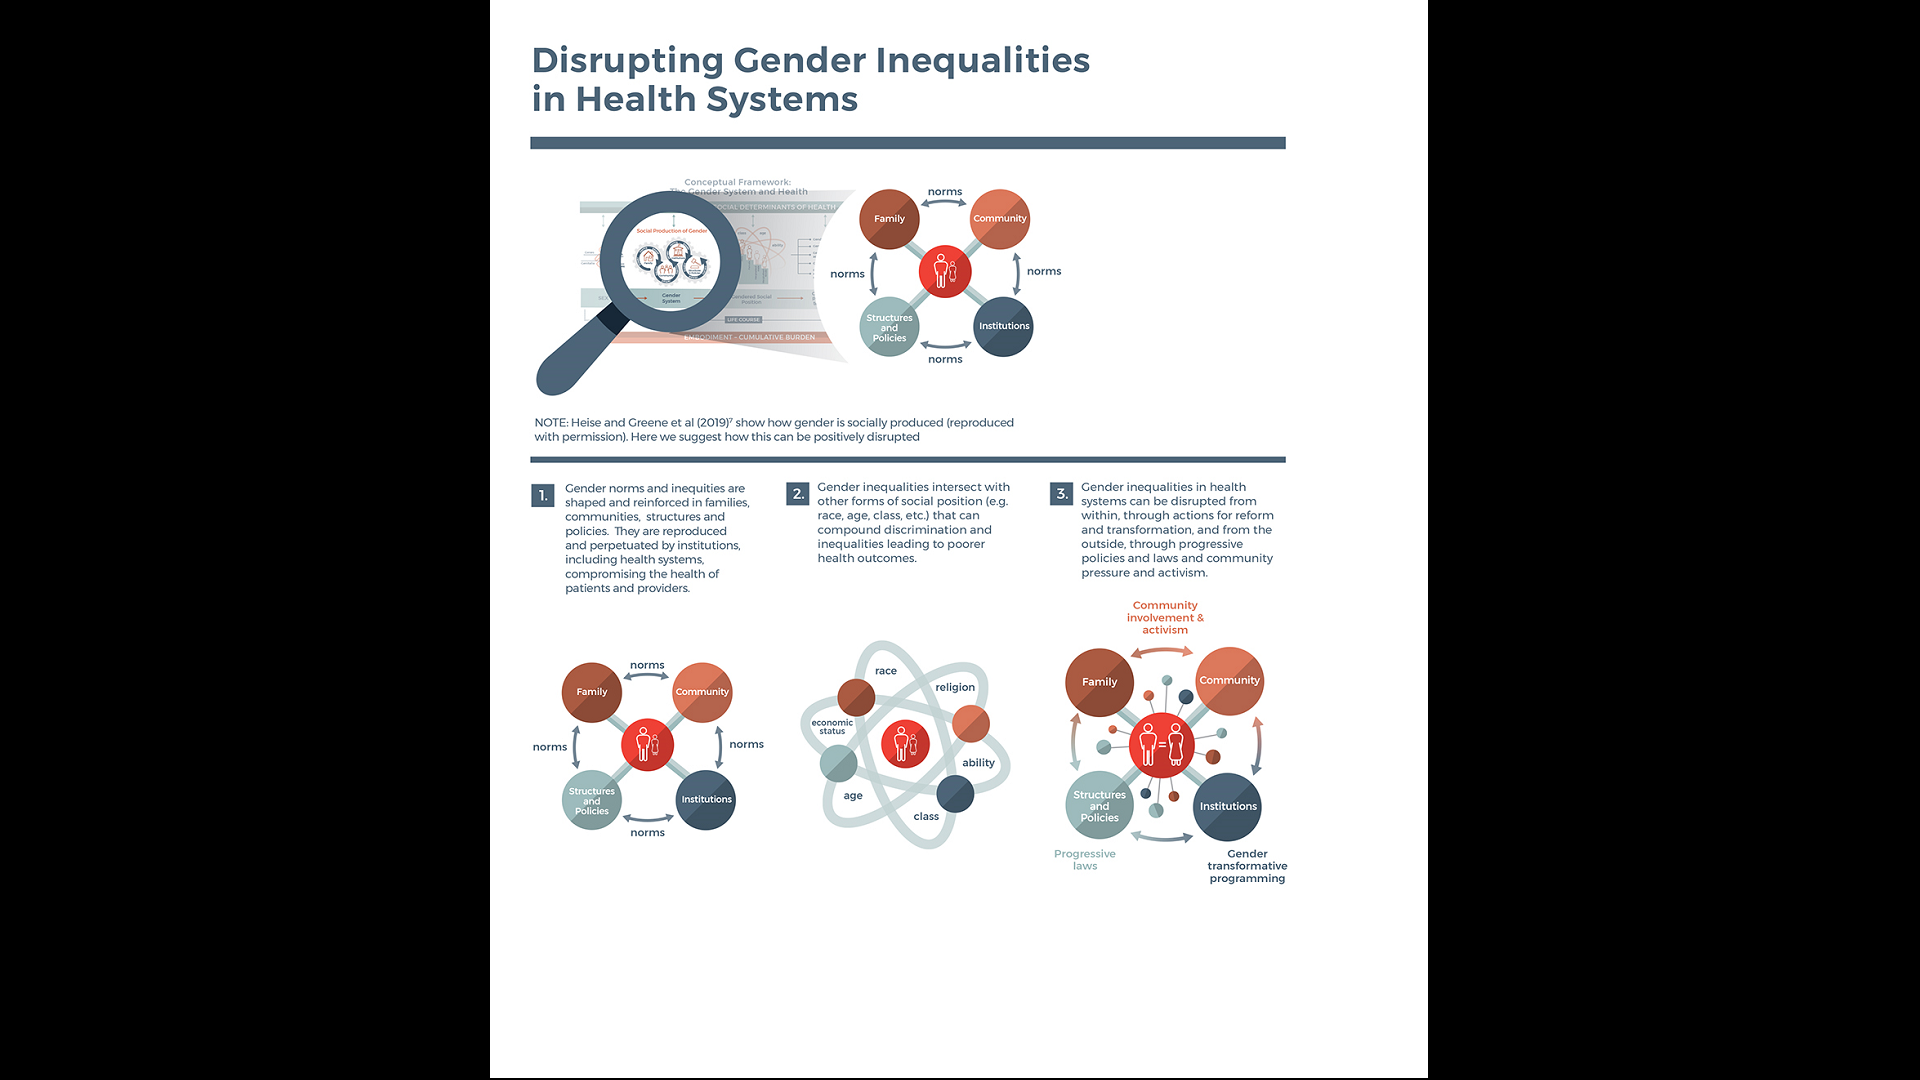 Disrupting Gender Inequalities
in Health Systems
Conceptual Framework:
The Gender System and Health
SOCIAL DETERMINANTS OF HEALTH
Social Production of Gender
Gender
System
Gendered Social
Position
LIFE COURSE
EMBODIMENT - CUMULATIVE BURDEN
norms
Family
Community
norms
norms
Structures
and
Policies
Institutions
norms
NOTE: Heise and Greene et al (2019)⁷ show how gender is socially produced (reproduced
with permission). Here we suggest how this can be positively disrupted
1.
Gender norms and inequities are
shaped and reinforced in families,
communities, structures and
policies. They are reproduced
and perpetuated by institutions,
including health systems,
compromising the health of
patients and providers.
2.
Gender inequalities intersect with
other forms of social position (e.g.
race, age, class, etc.) that can
compound discrimination and
inequalities leading to poorer
health outcomes.
3.
Gender inequalities in health
systems can be disrupted from
within, through actions for reform
and transformation, and from the
outside, through progressive
policies and laws and community
pressure and activism.
norms
Family
Community
norms
norms
Structures
and
Policies
Institutions
norms
race
religion
economic
status
ability
age
class
Community
involvement &
activism
Family
Community
=
Structures
and
Policies
Institutions
Progressive
laws
Gender
transformative
programming